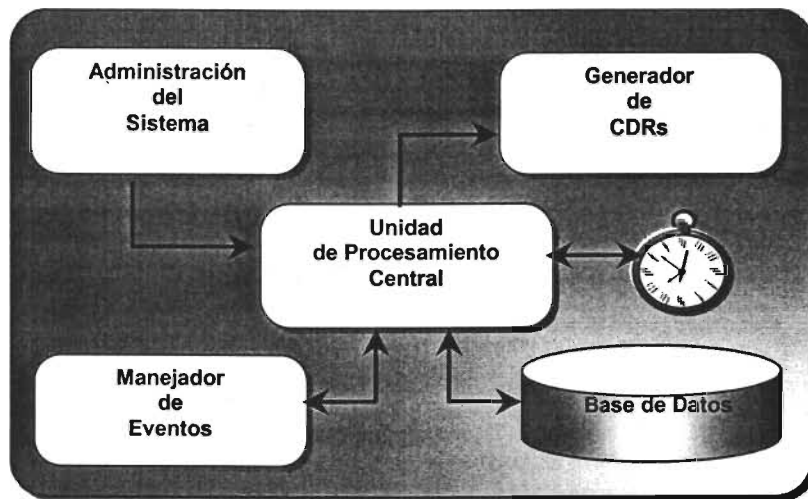 Administración
del
Sistema
Generador
de
CDRs
Unidad
de Procesamiento
Central
Manejador
de
Eventos
Base de Datos